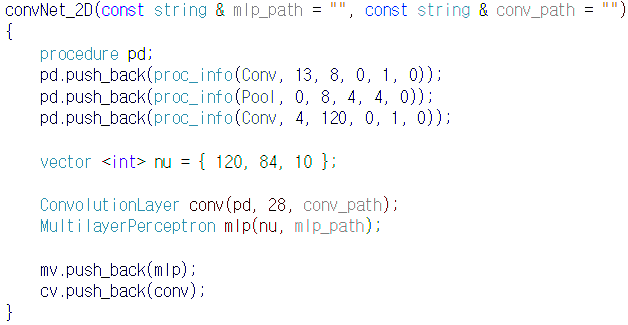 convNet_2D(const string & mlp_path = "", const string & conv_path = "")
{
procedure pd;
pd.push_back(proc_info(Conv, 13, 8, 0, 1, 0));
pd.push_back(proc_info(Pool, 0, 8, 4, 4, 0));
pd.push_back(proc_info(Conv, 4, 120, 0, 1, 0));
vector <int> nu = { 120, 84, 10 };
ConvolutionLayer conv(pd, 28, conv_path);
MultilayerPerceptron mlp(nu, mlp_path);
mv.push_back(mlp);
cv.push_back(conv);
}